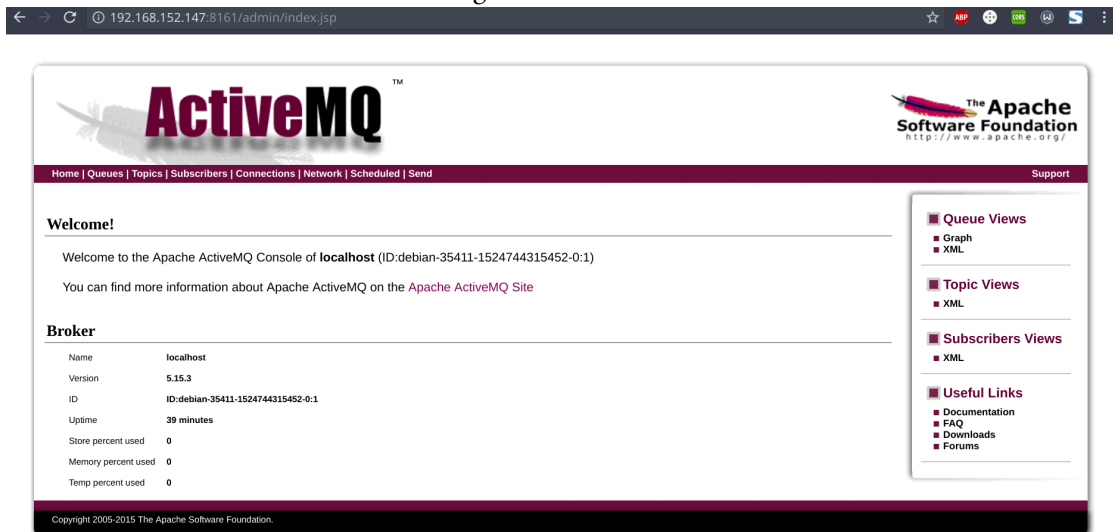 192.168.152.147:8161/admin/index.jsp
ABP
CORS
ActiveMQ™
The Apache
Software Foundation
http://www.apache.org/
Home | Queues | Topics | Subscribers | Connections | Network | Scheduled | Send
Support
Welcome!
Welcome to the Apache ActiveMQ Console of localhost (ID:debian-35411-1524744315452-0:1)
You can find more information about Apache ActiveMQ on the Apache ActiveMQ Site
Broker
Name localhost
Version 5.15.3
ID ID:debian-35411-1524744315452-0:1
Uptime 39 minutes
Store percent used 0
Memory percent used 0
Temp percent used 0
Queue Views
Graph
XML
Topic Views
XML
Subscribers Views
XML
Useful Links
Documentation
FAQ
Downloads
Forums
Copyright 2005-2015 The Apache Software Foundation.